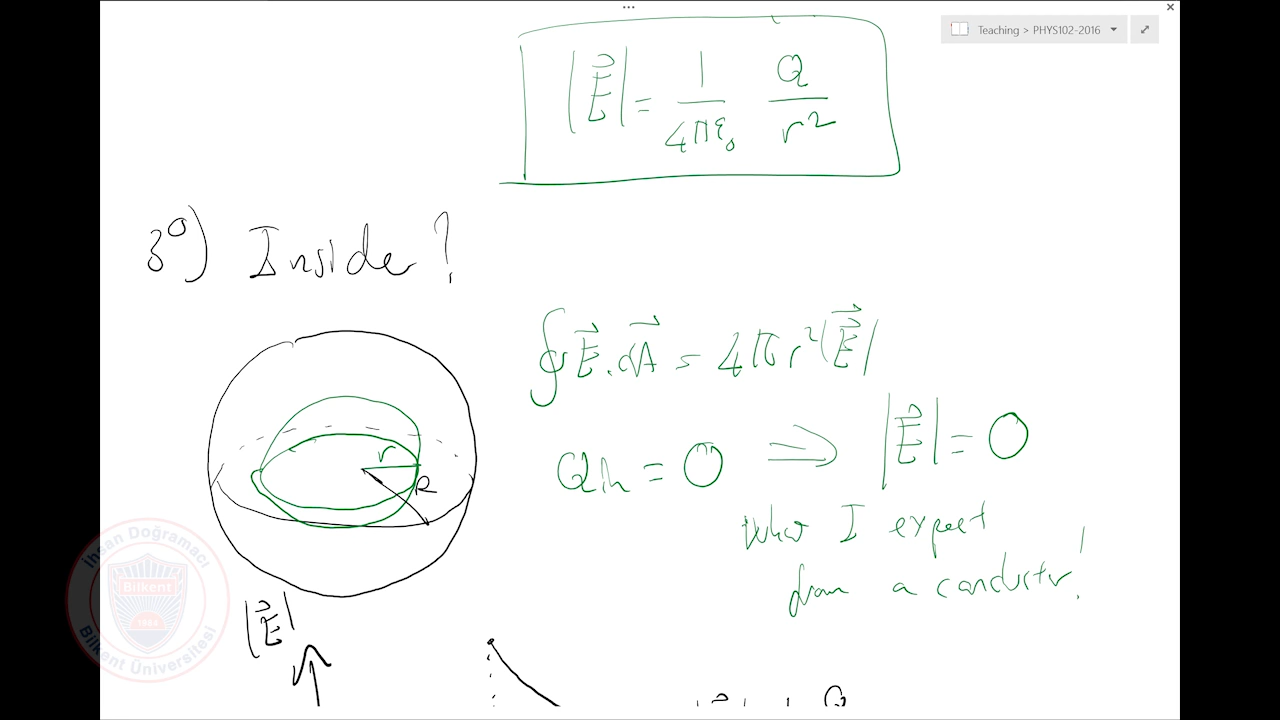 Teaching > PHYS102-2016
|E⃗| = 1/4πε₀ Q/r²
3°) Inside?
∮E⃗.dA⃗ = 4πr²|E⃗|
r
R
Qin = 0 ⇒ |E⃗| = 0
What I expect
from a conductor!
|E⃗|
İhsan Doğramacı
Bilkent
1984
Bilkent Üniversitesi